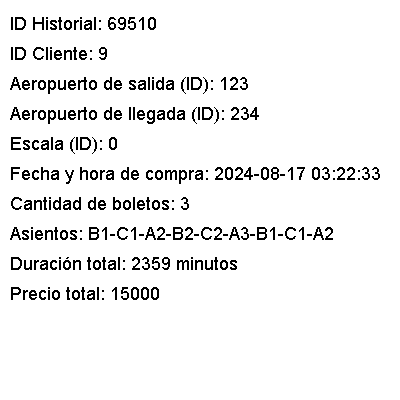 ID Historial: 69510
ID Cliente: 9
Aeropuerto de salida (ID): 123
Aeropuerto de llegada (ID): 234
Escala (ID): 0
Fecha y hora de compra: 2024-08-17 03:22:33
Cantidad de boletos: 3
Asientos: B1-C1-A2-B2-C2-A3-B1-C1-A2
Duración total: 2359 minutos
Precio total: 15000